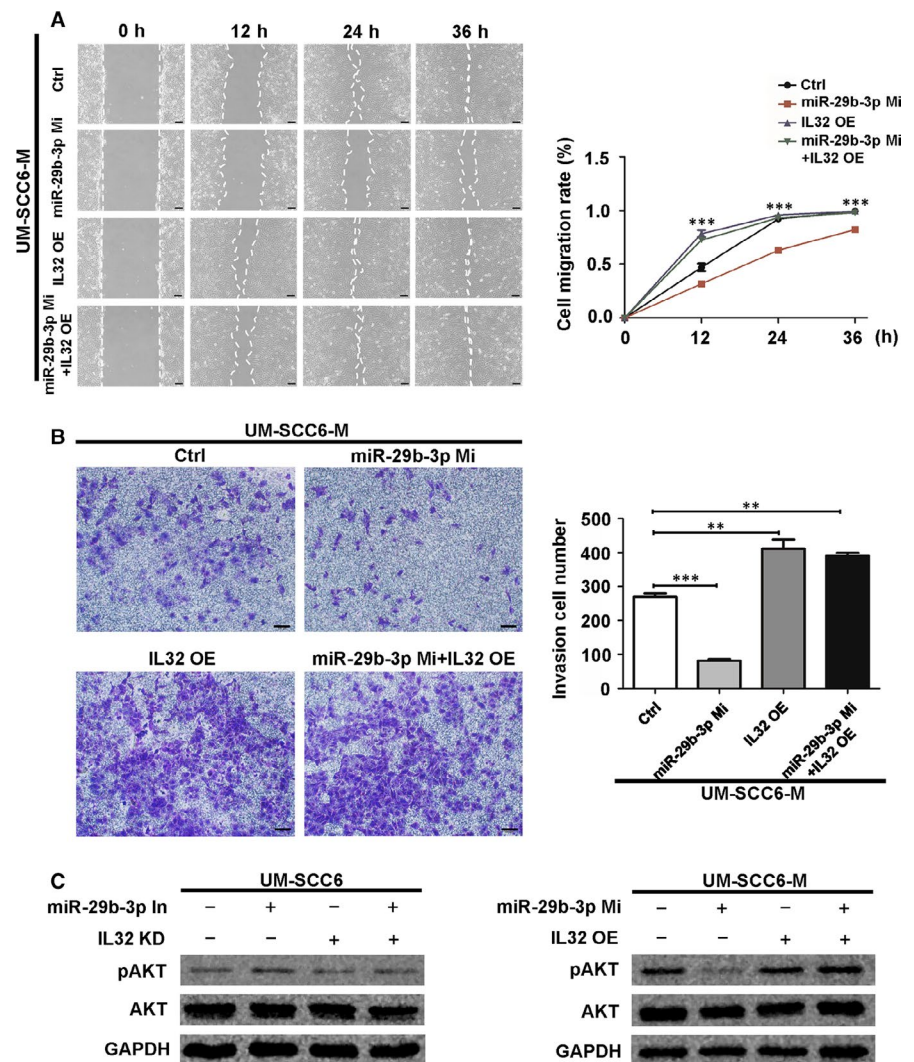 A
0 h 12 h 24 h 36 h
UM-SCC6-M
Ctrl
miR-29b-3p Mi
IL32 OE
miR-29b-3p Mi
+IL32 OE
Ctrl
miR-29b-3p Mi
IL32 OE
miR-29b-3p Mi
+IL32 OE
Cell migration rate (%)
1.5
1.0
0.5
0.0
*** *** ***
0 12 24 36 (h)
B
UM-SCC6-M
Ctrl miR-29b-3p Mi
IL32 OE miR-29b-3p Mi+IL32 OE
Invasion cell number
500
400
300
200
100
0
**
**
***
Ctrl
miR-29b-3p Mi
IL32 OE
miR-29b-3p Mi
+IL32 OE
UM-SCC6-M
C
UM-SCC6
miR-29b-3p In – + – +
IL32 KD – – + +
pAKT
AKT
GAPDH
UM-SCC6-M
miR-29b-3p Mi – + – +
IL32 OE – – + +
pAKT
AKT
GAPDH